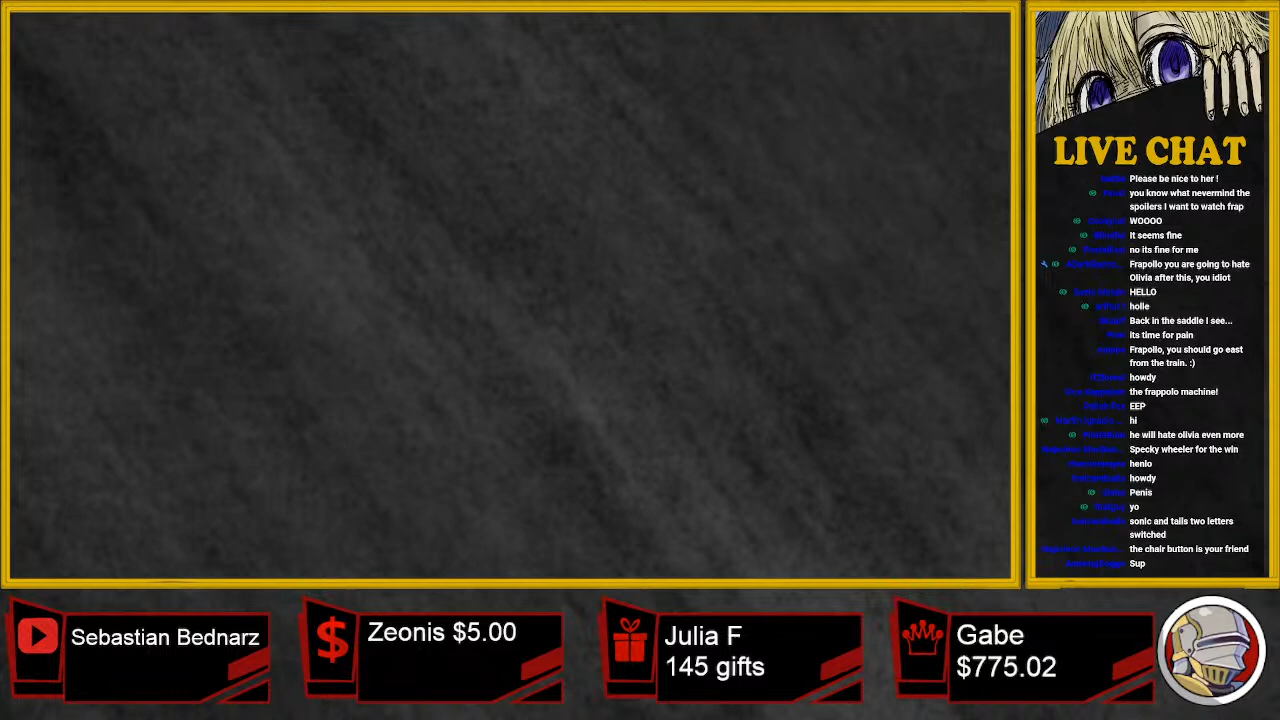 LIVE CHAT
Please be nice to her !
you know what nevermind the
spoilers I want to watch frap
WOOOO
It seems fine
no its fine for me
Frapollo you are going to hate
Olivia after this, you idiot
HELLO
holle
Back in the saddle I see...
its time for pain
Frapollo, you should go east
from the train. :)
howdy
the frappolo machine!
EEP
hi
he will hate olivia even more
Specky wheeler for the win
henlo
howdy
Penis
yo
sonic and tails two letters
switched
the chair button is your friend
Sup
Sebastian Bednarz
$
Zeonis $5.00
Julia F
145 gifts
Gabe
$775.02